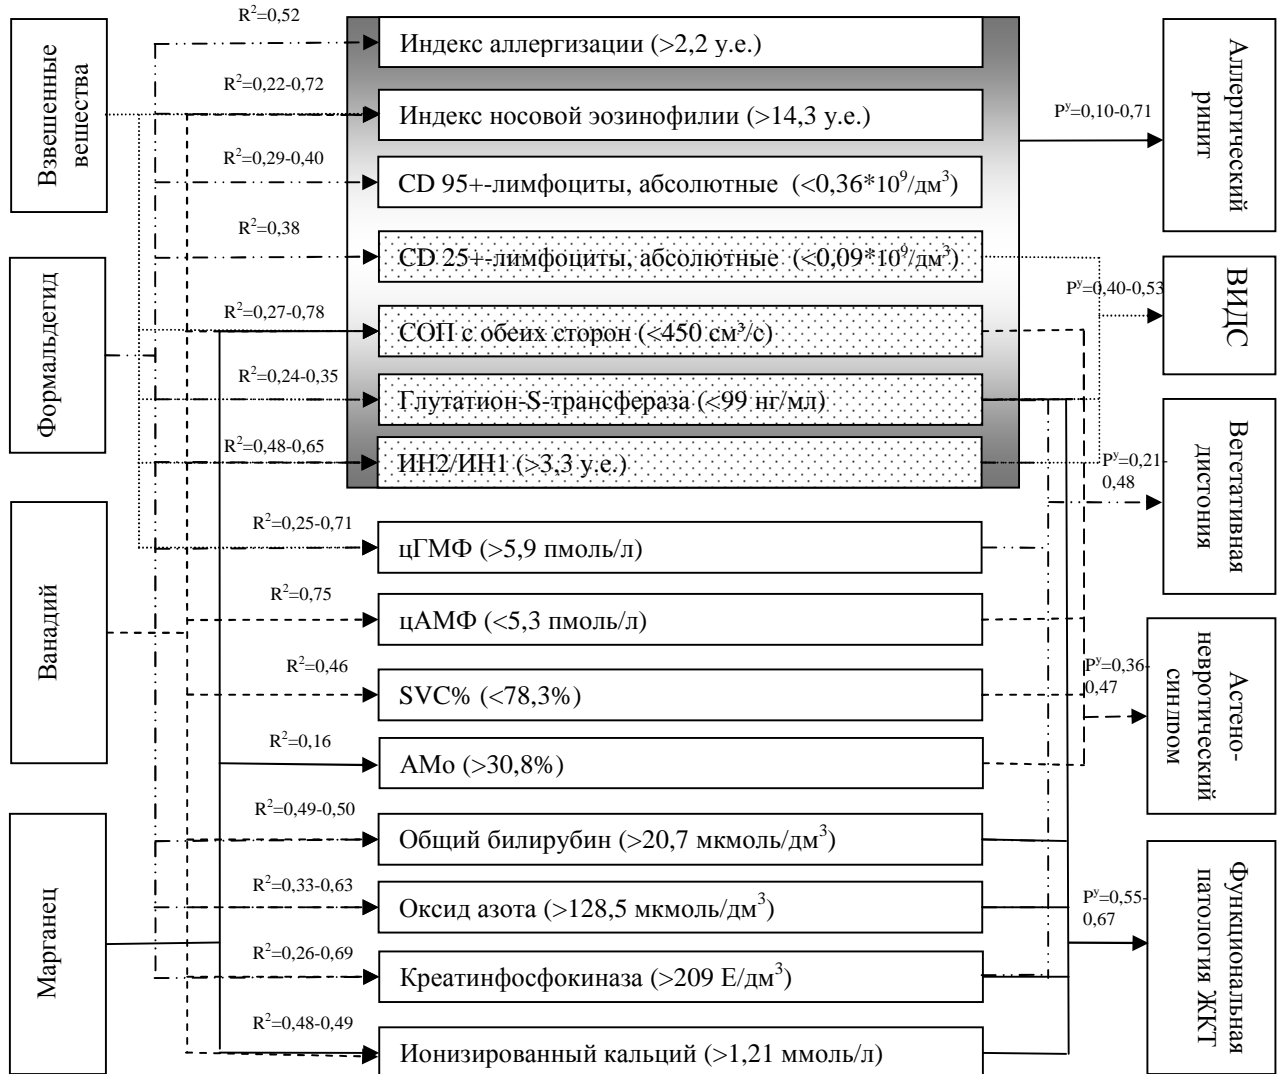 Взвешенные
вешества
Формальдегид
Ванадий
Марганец
R²=0,52
R²=0,22-0,72
R²=0,29-0,40
R²=0,38
R²=0,27-0,78
R²=0,24-0,35
R²=0,48-0,65
R²=0,25-0,71
R²=0,75
R²=0,46
R²=0,16
R²=0,49-0,50
R²=0,33-0,63
R²=0,26-0,69
R²=0,48-0,49
Индекс аллергизации (>2,2 у.е.)
Индекс носовой эозинофилии (>14,3 у.е.)
CD 95+-лимфоциты, абсолютные (<0,36*10⁹/дм³)
CD 25+-лимфоциты, абсолютные (<0,09*10⁹/дм³)
СОП с обеих сторон (<450 см³/с)
Глутатион-S-трансфераза (<99 нг/мл)
ИН2/ИН1 (>3,3 у.е.)
цГМФ (>5,9 пмоль/л)
цАМФ (<5,3 пмоль/л)
SVC% (<78,3%)
АМо (>30,8%)
Общий билирубин (>20,7 мкмоль/дм³)
Оксид азота (>128,5 мкмоль/дм³)
Креатинфосфокиназа (>209 Е/дм³)
Ионизированный кальций (>1,21 ммоль/л)
Pʸ=0,10-0,71
Pʸ=0,40-0,53
Pʸ=0,21-
0,48
Pʸ=0,36-
0,47
Pʸ=0,55-
0,67
Аллергический
ринит
ВИДС
Вегетативная
дистония
Астено-
невротический
синдром
Функциональная
патология ЖКТ